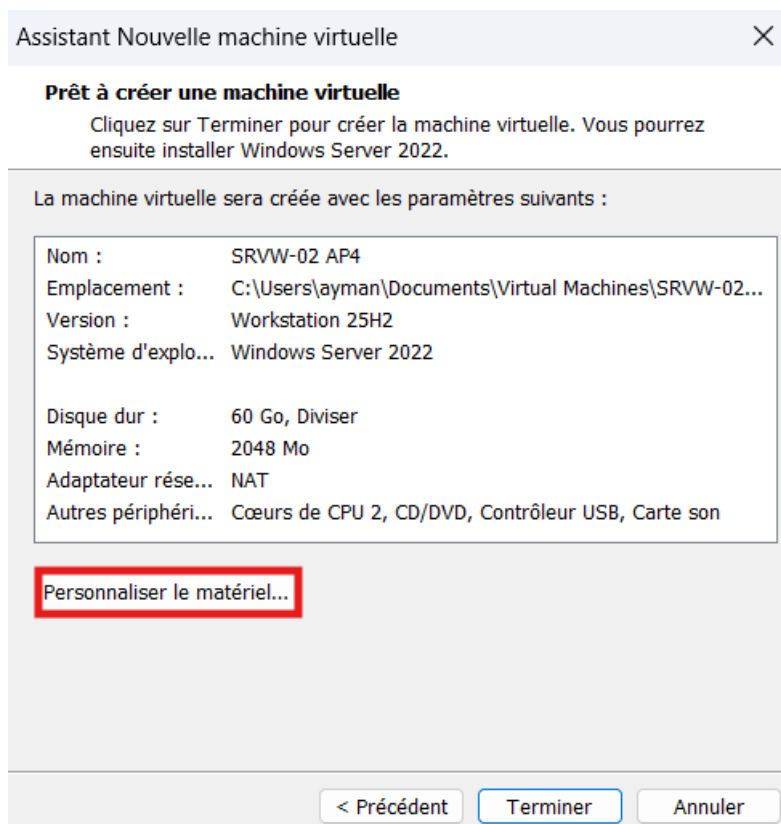 Assistant Nouvelle machine virtuelle
Prêt à créer une machine virtuelle
Cliquez sur Terminer pour créer la machine virtuelle. Vous pourrez
ensuite installer Windows Server 2022.
La machine virtuelle sera créée avec les paramètres suivants :
Nom : SRVW-02 AP4
Emplacement : C:\Users\ayman\Documents\Virtual Machines\SRVW-02...
Version : Workstation 25H2
Système d'explo... Windows Server 2022
Disque dur : 60 Go, Diviser
Mémoire : 2048 Mo
Adaptateur rése... NAT
Autres périphéri... Cœurs de CPU 2, CD/DVD, Contrôleur USB, Carte son
Personnaliser le matériel...
< Précédent Terminer Annuler